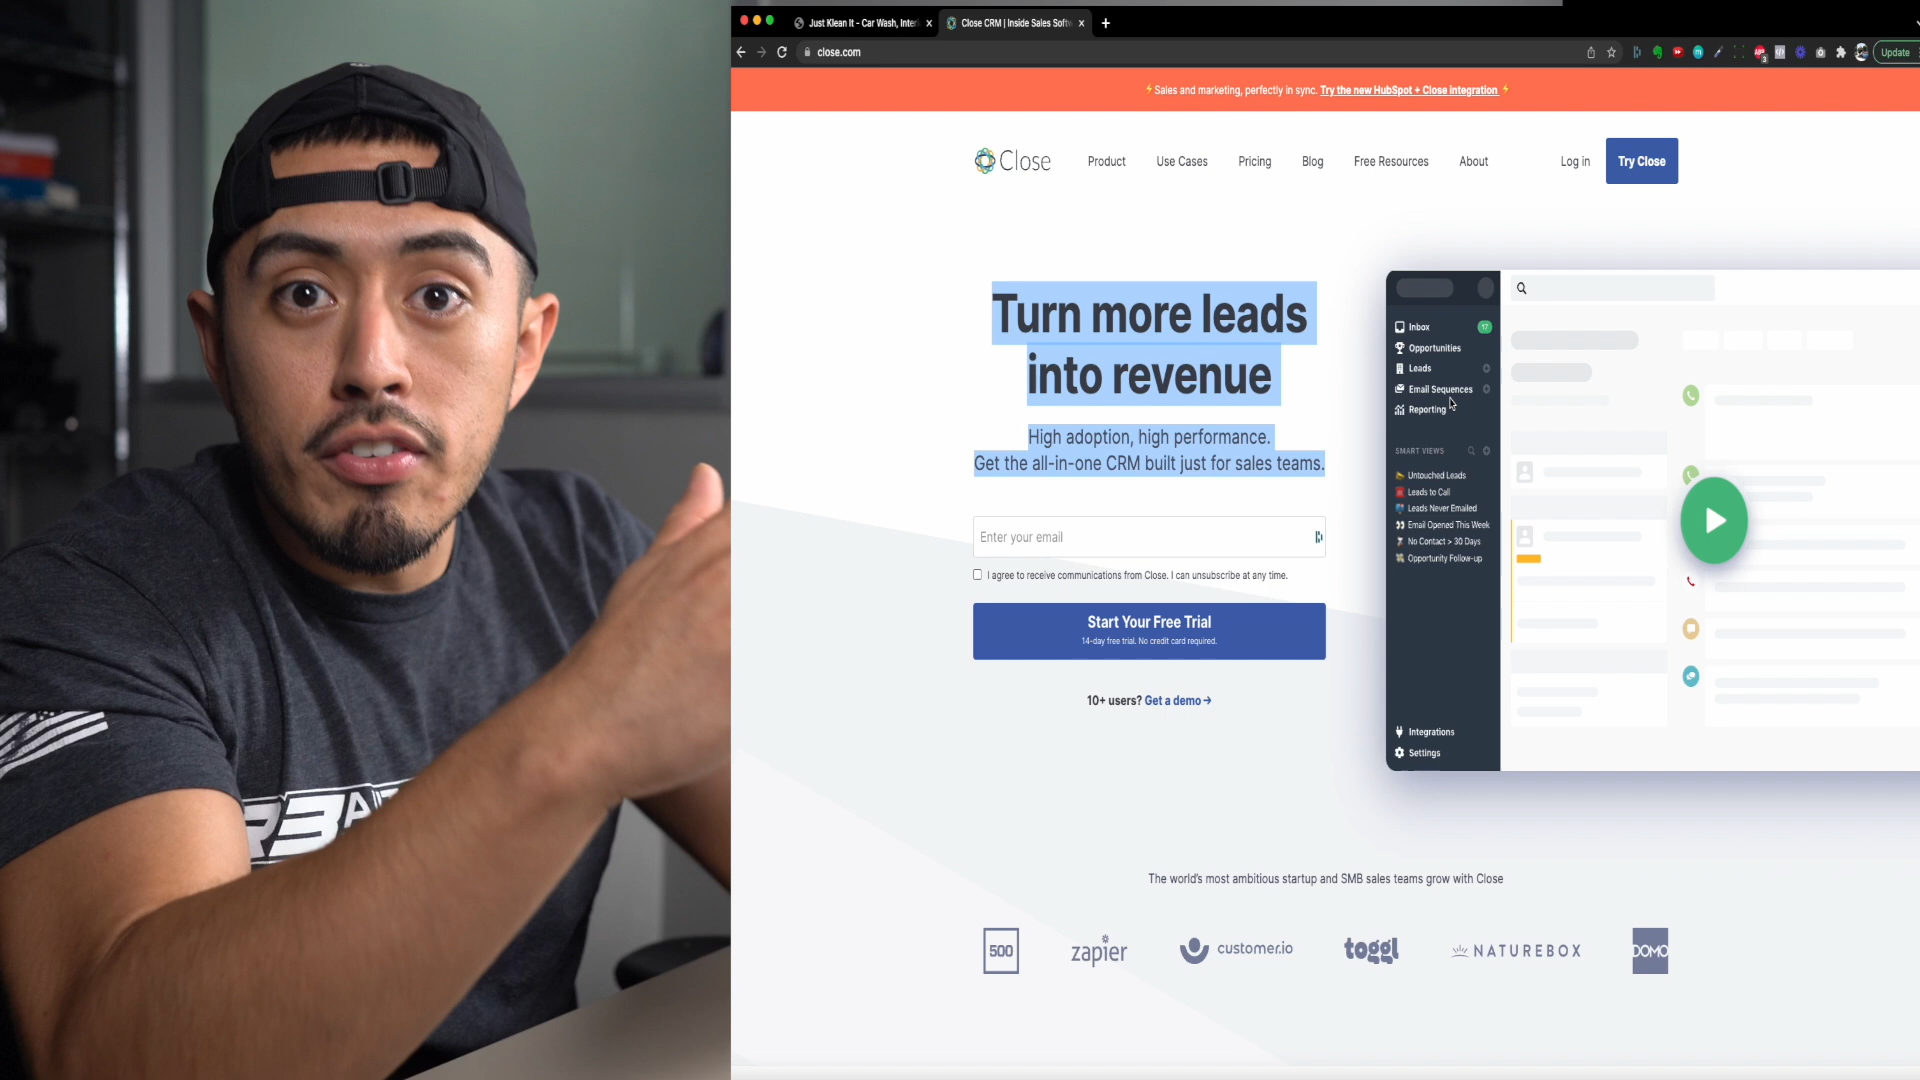 Just Klean It - Car Wash, Inter
Close CRM | Inside Sales Softw
close.com
Update
⚡Sales and marketing, perfectly in sync. Try the new HubSpot + Close integration ⚡
Close
Product
Use Cases
Pricing
Blog
Free Resources
About
Log in
Try Close
Turn more leads
into revenue
High adoption, high performance.
Get the all-in-one CRM built just for sales teams.
Enter your email
I agree to receive communications from Close. I can unsubscribe at any time.
Start Your Free Trial
14-day free trial. No credit card required.
10+ users? Get a demo →
Inbox
17
Opportunities
Leads
Email Sequences
Reporting
SMART VIEWS
Untouched Leads
Leads to Call
Leads Never Emailed
Email Opened This Week
No Contact > 30 Days
Opportunity Follow-up
Integrations
Settings
The world's most ambitious startup and SMB sales teams grow with Close
500
zapier
customer.io
toggl
NATUREBOX
DOMO